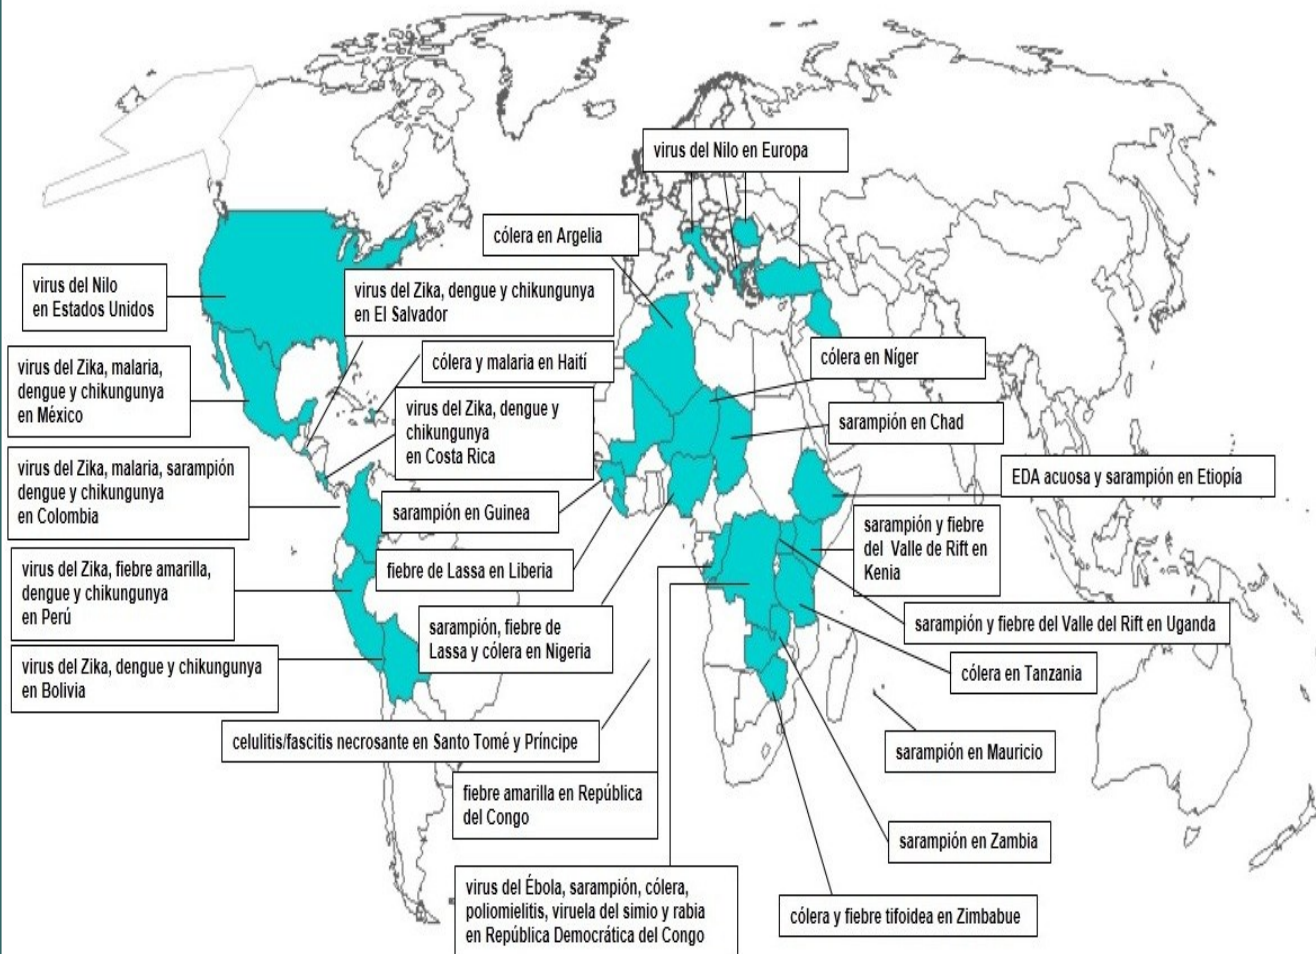 virus del Nilo en Europa
cólera en Argelia
virus del Nilo
en Estados Unidos
virus del Zika, dengue y chikungunya
en El Salvador
cólera y malaria en Haití
cólera en Níger
virus del Zika, malaria,
dengue y chikungunya
en México
virus del Zika, dengue y
chikungunya
en Costa Rica
sarampión en Chad
virus del Zika, malaria, sarampión
dengue y chikungunya
en Colombia
EDA acuosa y sarampión en Etiopía
sarampión en Guinea
sarampión y fiebre
del Valle de Rift en
Kenia
virus del Zika, fiebre amarilla,
dengue y chikungunya
en Perú
fiebre de Lassa en Liberia
sarampión, fiebre de
Lassa y cólera en Nigeria
sarampión y fiebre del Valle del Rift en Uganda
virus del Zika, dengue y chikungunya
en Bolivia
cólera en Tanzania
celulitis/fascitis necrosante en Santo Tomé y Príncipe
sarampión en Mauricio
fiebre amarilla en República
del Congo
sarampión en Zambia
virus del Ébola, sarampión, cólera,
poliomielitis, viruela del simio y rabia
en República Democrática del Congo
cólera y fiebre tifoidea en Zimbabue